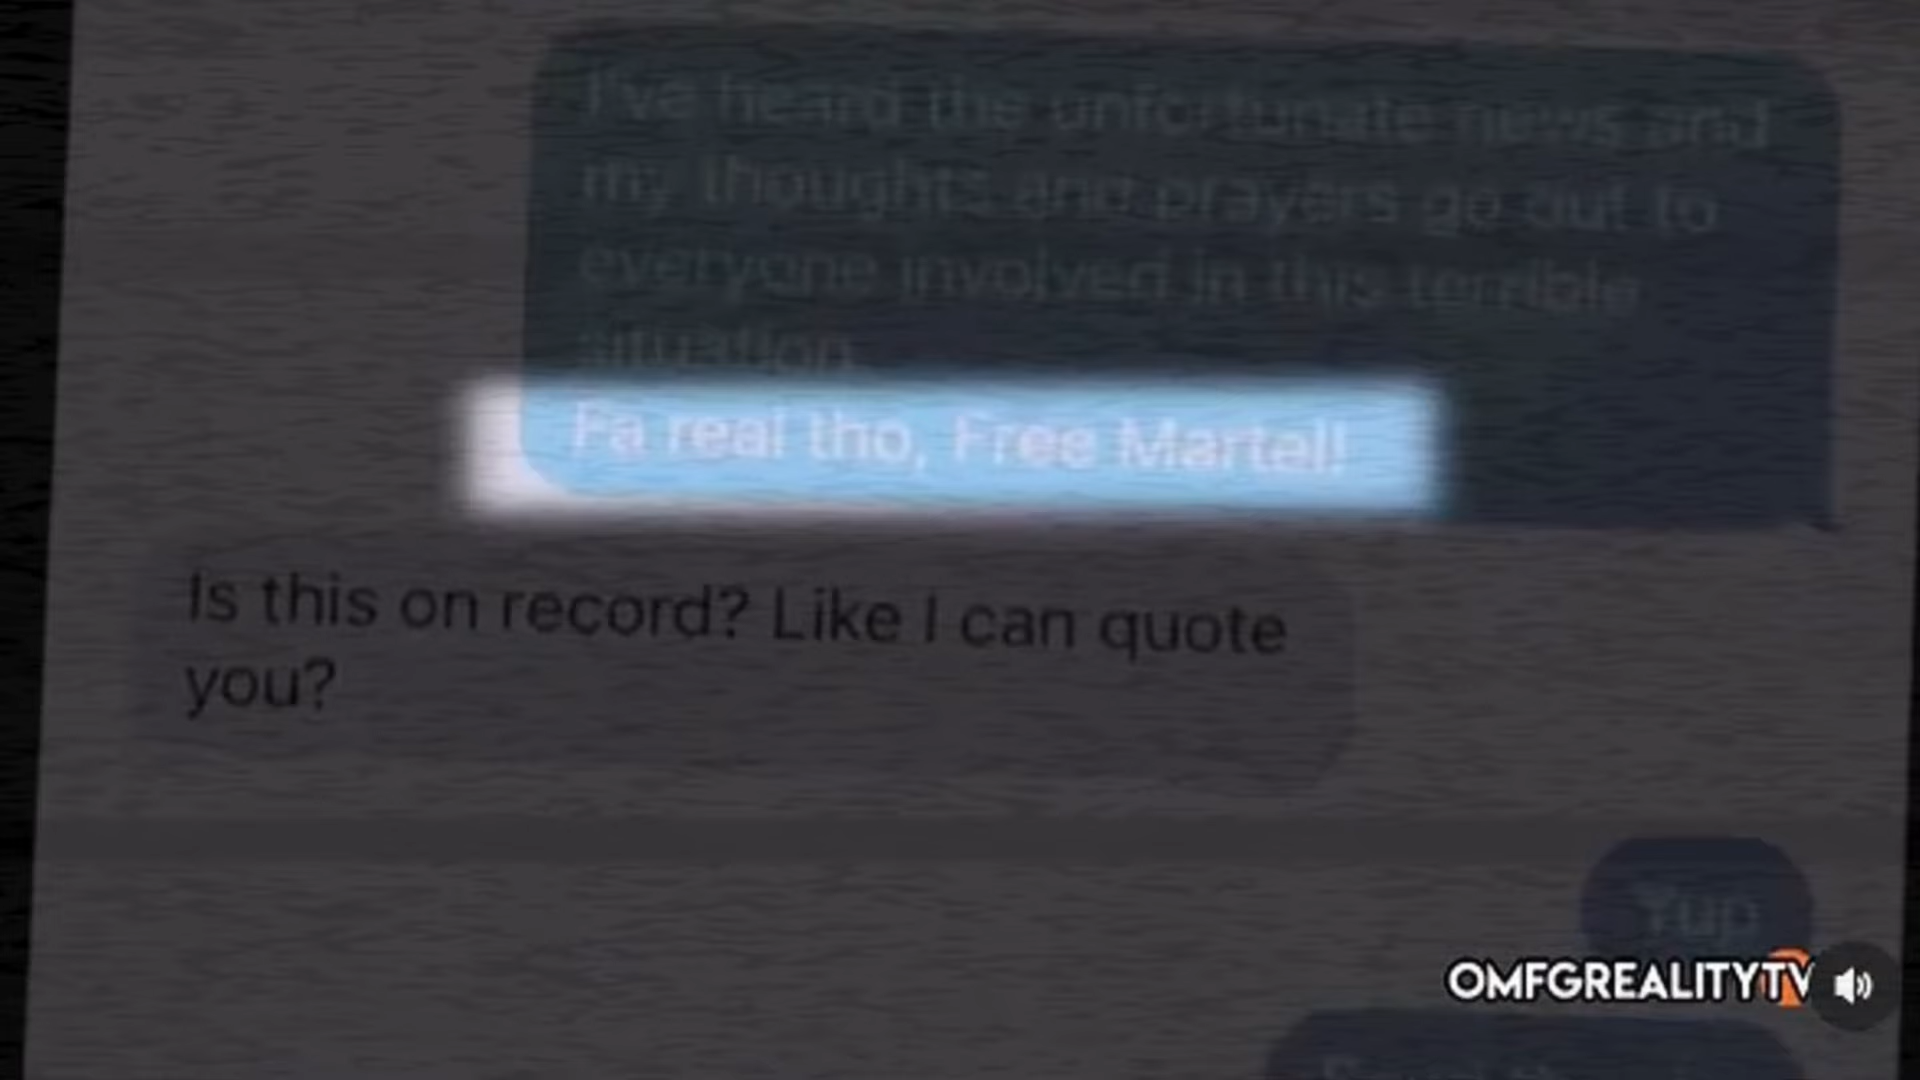 I've heard the unfortunate news and
my thoughts and prayers go out to
everyone involved in this terrible
situation.
Fa real tho, Free Martell!
Is this on record? Like I can quote
you?
Yup
OMFGREALITYTV